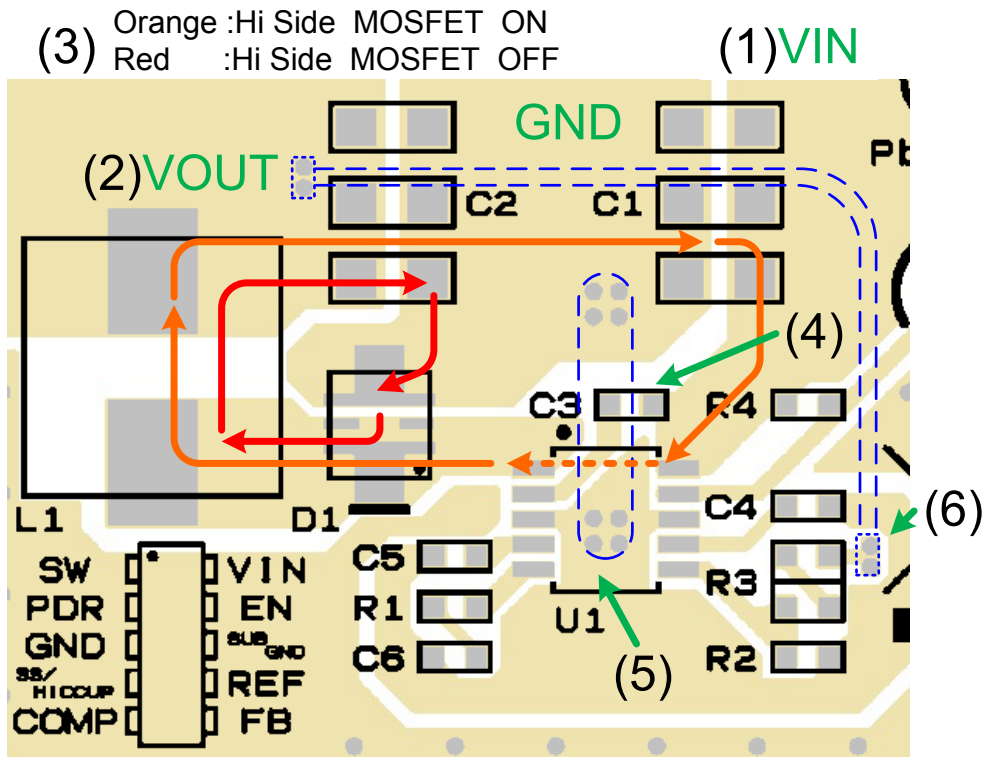 (3) Orange :Hi Side MOSFET ON
Red :Hi Side MOSFET OFF
(1)VIN
GND
(2)VOUT
C2
C1
(4)
C3
R4
L1
D1
C4
(6)
C5
R3
R1
U1
C6
R2
(5)
SW VIN
PDR EN
GND SUB GND
SS/HICCUP REF
COMP FB